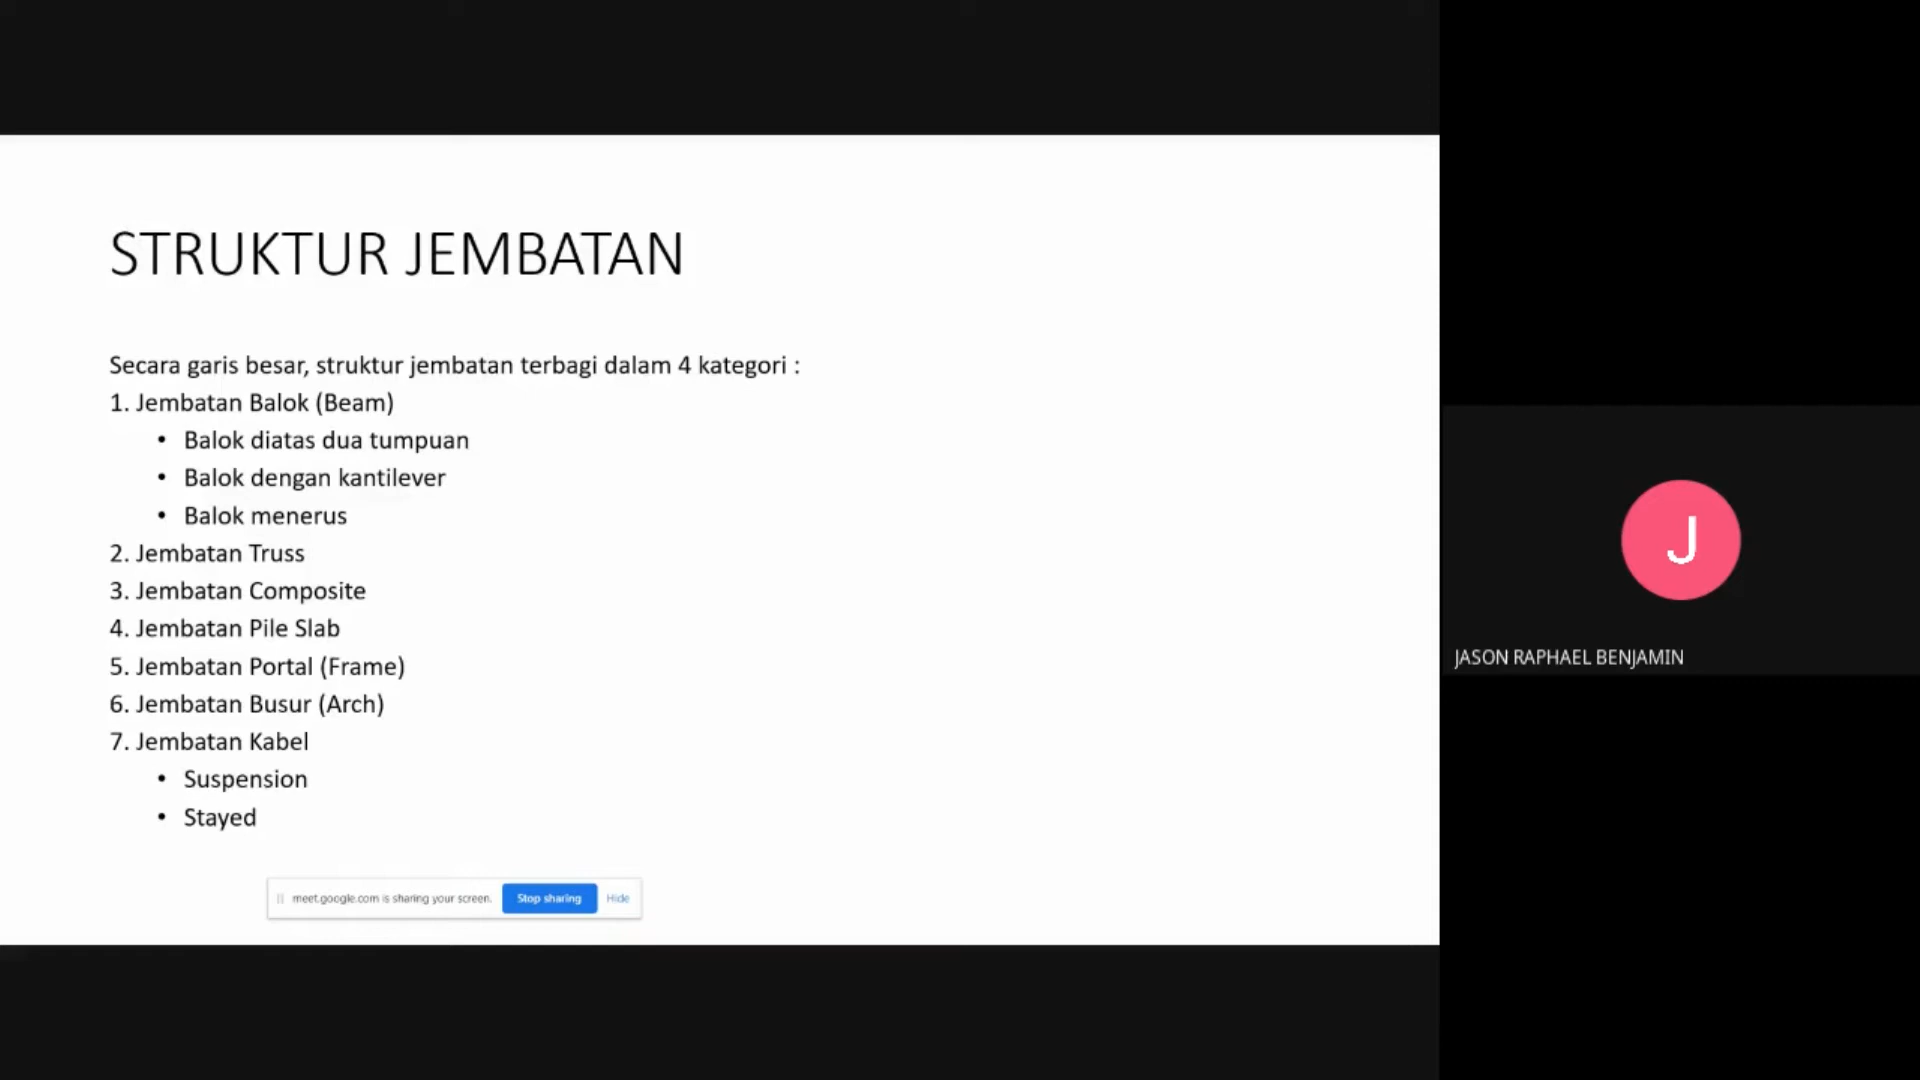 STRUKTUR JEMBATAN
Secara garis besar, struktur jembatan terbagi dalam 4 kategori :
1. Jembatan Balok (Beam)
• Balok diatas dua tumpuan
• Balok dengan kantilever
• Balok menerus
2. Jembatan Truss
3. Jembatan Composite
4. Jembatan Pile Slab
5. Jembatan Portal (Frame)
6. Jembatan Busur (Arch)
7. Jembatan Kabel
• Suspension
• Stayed
meet.google.com is sharing your screen. Stop sharing Hide
J
JASON RAPHAEL BENJAMIN